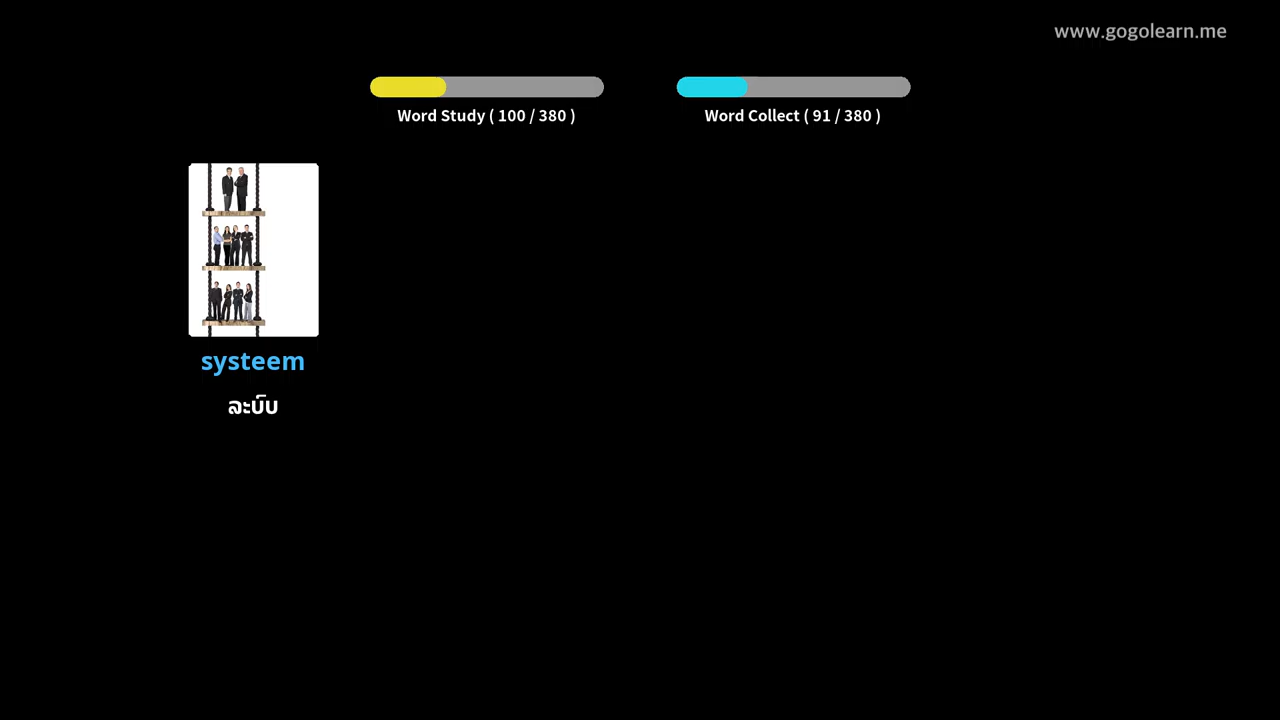 www.gogolearn.me
Word Study ( 100 / 380 )
Word Collect ( 91 / 380 )
systeem
ລະບົບ